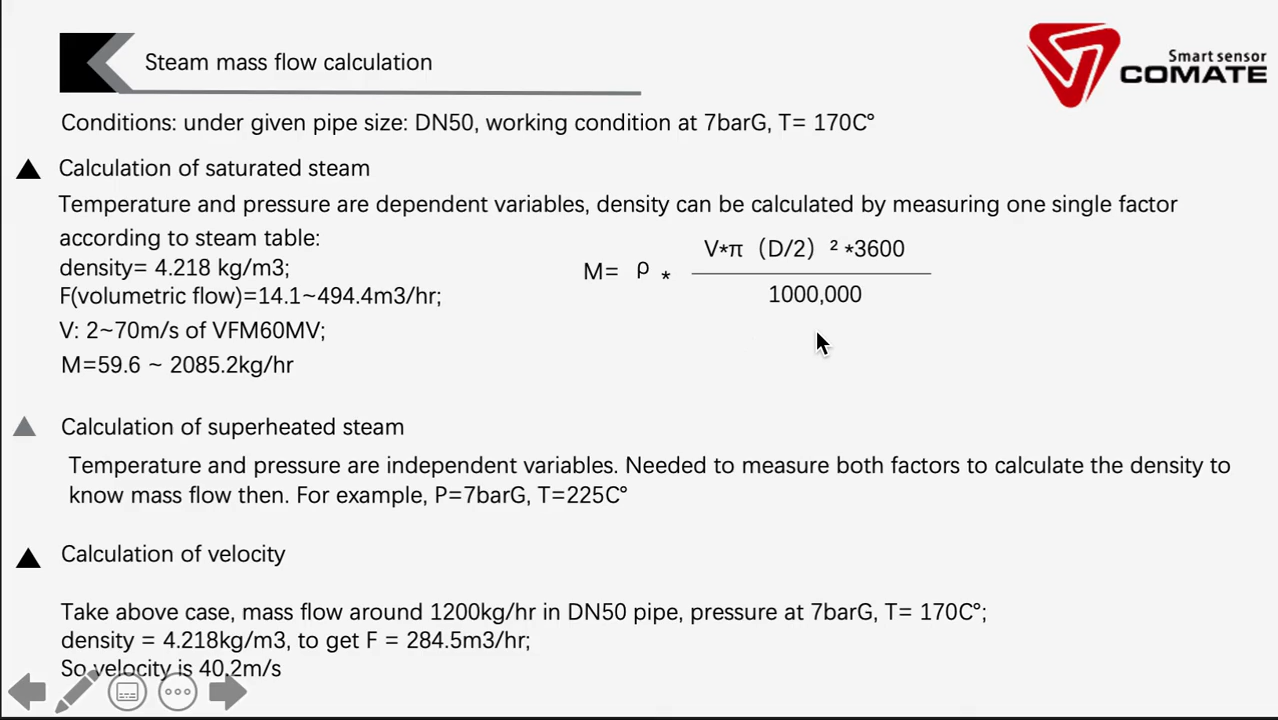 Steam mass flow calculation
Smart sensor
COMATE
Conditions: under given pipe size: DN50, working condition at 7barG, T= 170C°
Calculation of saturated steam
Temperature and pressure are dependent variables, density can be calculated by measuring one single factor
according to steam table:
density= 4.218 kg/m3;
F(volumetric flow)=14.1~494.4m3/hr;
V: 2~70m/s of VFM60MV;
M=59.6 ~ 2085.2kg/hr
M= ρ *
V*π（D/2）² *3600
1000,000
Calculation of superheated steam
Temperature and pressure are independent variables. Needed to measure both factors to calculate the density to
know mass flow then. For example, P=7barG, T=225C°
Calculation of velocity
Take above case, mass flow around 1200kg/hr in DN50 pipe, pressure at 7barG, T= 170C°;
density = 4.218kg/m3, to get F = 284.5m3/hr;
So velocity is 40.2m/s